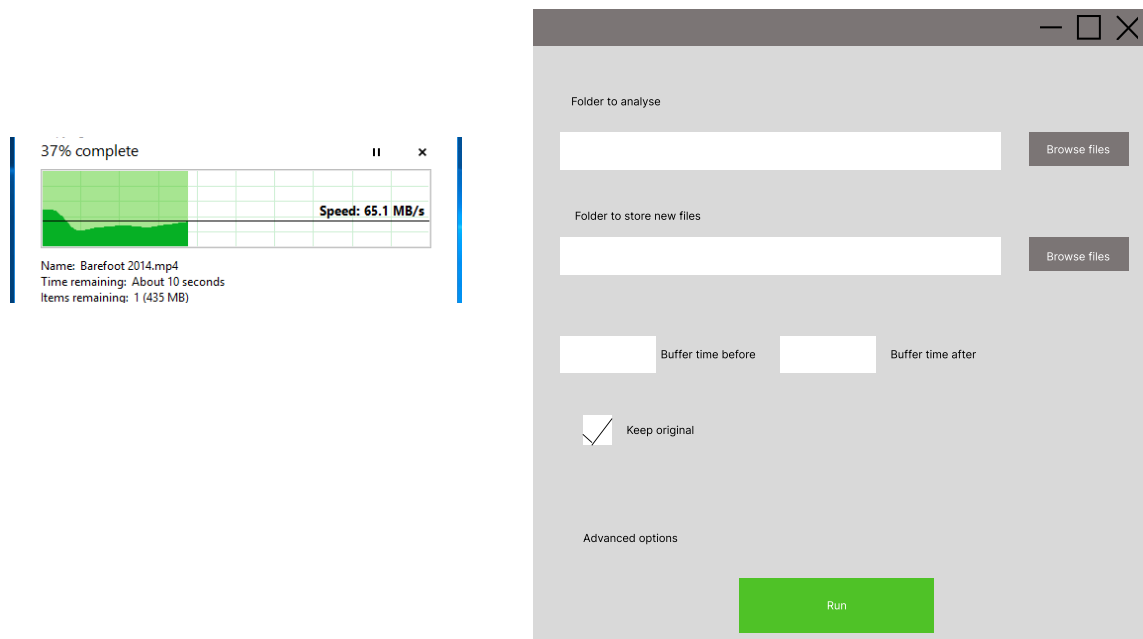 37% complete
Speed: 65.1 MB/s
Name: Barefoot 2014.mp4
Time remaining: About 10 seconds
Items remaining: 1 (435 MB)
Folder to analyse
Browse files
Folder to store new files
Browse files
Buffer time before
Buffer time after
Keep original
Advanced options
Run